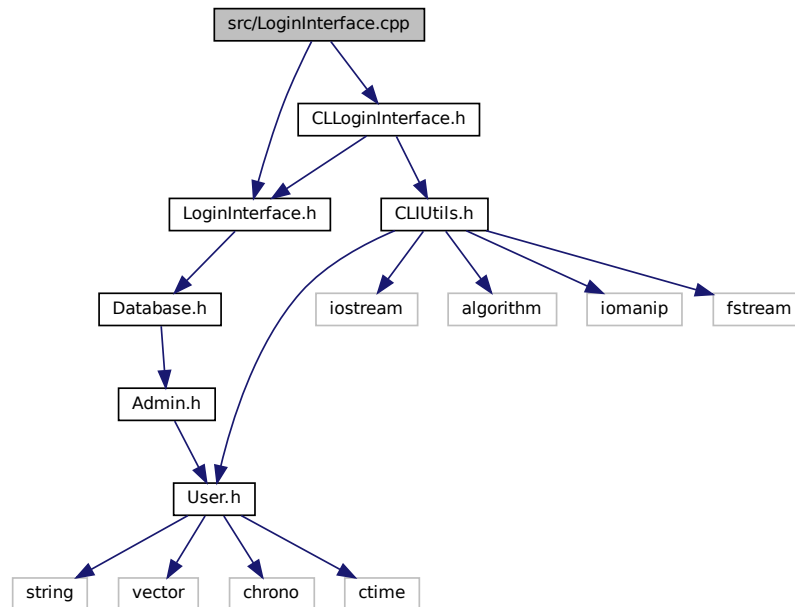 src/LoginInterface.cpp
CLLoginInterface.h
LoginInterface.h
CLIUtils.h
Database.h
iostream
algorithm
iomanip
fstream
Admin.h
User.h
string
vector
chrono
ctime